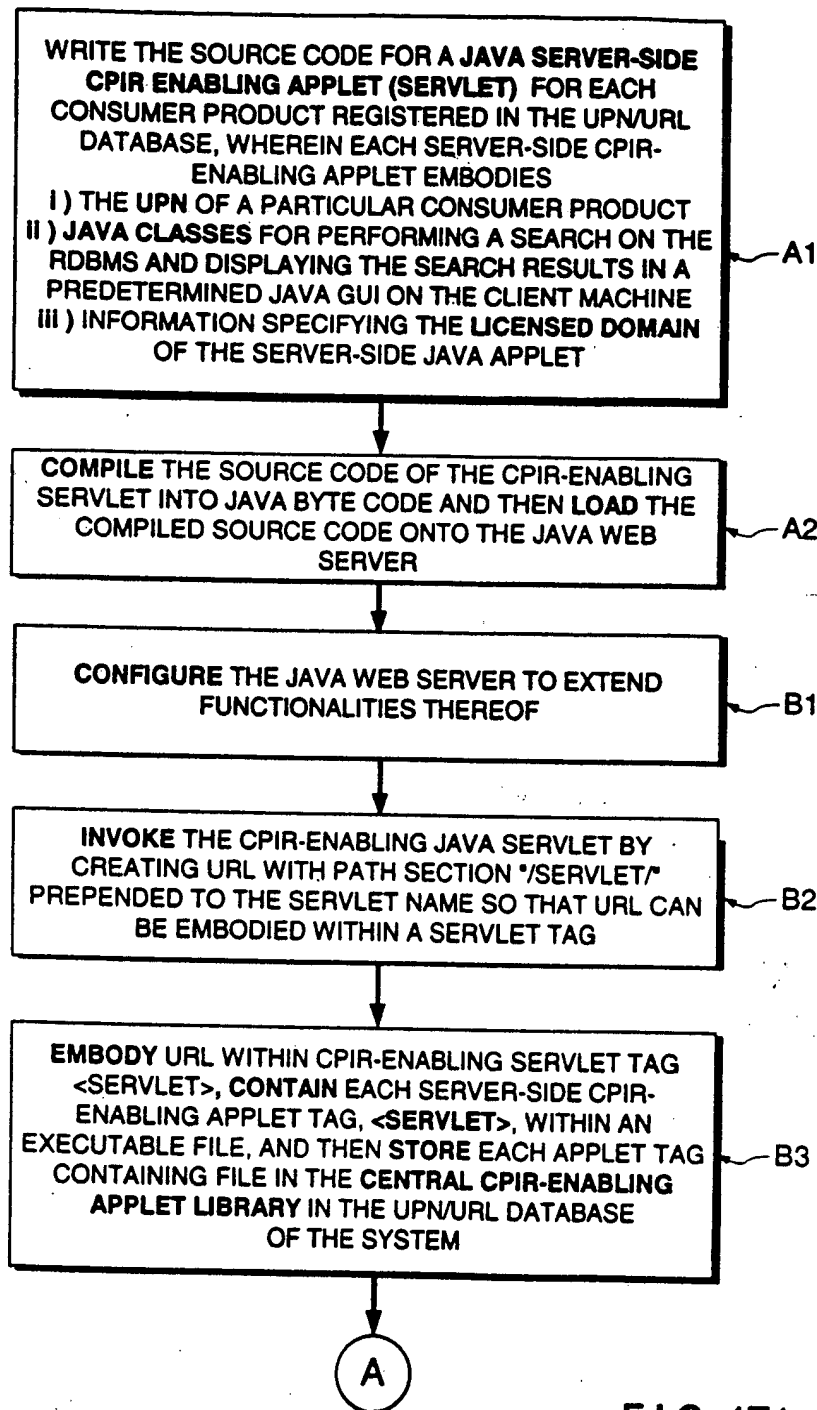 WRITE THE SOURCE CODE FOR A JAVA SERVER-SIDE
CPIR ENABLING APPLET (SERVLET) FOR EACH
CONSUMER PRODUCT REGISTERED IN THE UPN/URL
DATABASE, WHEREIN EACH SERVER-SIDE CPIR-
ENABLING APPLET EMBODIES
i ) THE UPN OF A PARTICULAR CONSUMER PRODUCT
ii ) JAVA CLASSES FOR PERFORMING A SEARCH ON THE
RDBMS AND DISPLAYING THE SEARCH RESULTS IN A
PREDETERMINED JAVA GUI ON THE CLIENT MACHINE
iii ) INFORMATION SPECIFYING THE LICENSED DOMAIN
OF THE SERVER-SIDE JAVA APPLET
A1
COMPILE THE SOURCE CODE OF THE CPIR-ENABLING
SERVLET INTO JAVA BYTE CODE AND THEN LOAD THE
COMPILED SOURCE CODE ONTO THE JAVA WEB
SERVER
A2
CONFIGURE THE JAVA WEB SERVER TO EXTEND
FUNCTIONALITIES THEREOF
B1
INVOKE THE CPIR-ENABLING JAVA SERVLET BY
CREATING URL WITH PATH SECTION "/SERVLET/"
PREPENDED TO THE SERVLET NAME SO THAT URL CAN
BE EMBODIED WITHIN A SERVLET TAG
B2
EMBODY URL WITHIN CPIR-ENABLING SERVLET TAG
<SERVLET>, CONTAIN EACH SERVER-SIDE CPIR-
ENABLING APPLET TAG, <SERVLET>, WITHIN AN
EXECUTABLE FILE, AND THEN STORE EACH APPLET TAG
CONTAINING FILE IN THE CENTRAL CPIR-ENABLING
APPLET LIBRARY IN THE UPN/URL DATABASE
OF THE SYSTEM
B3
A